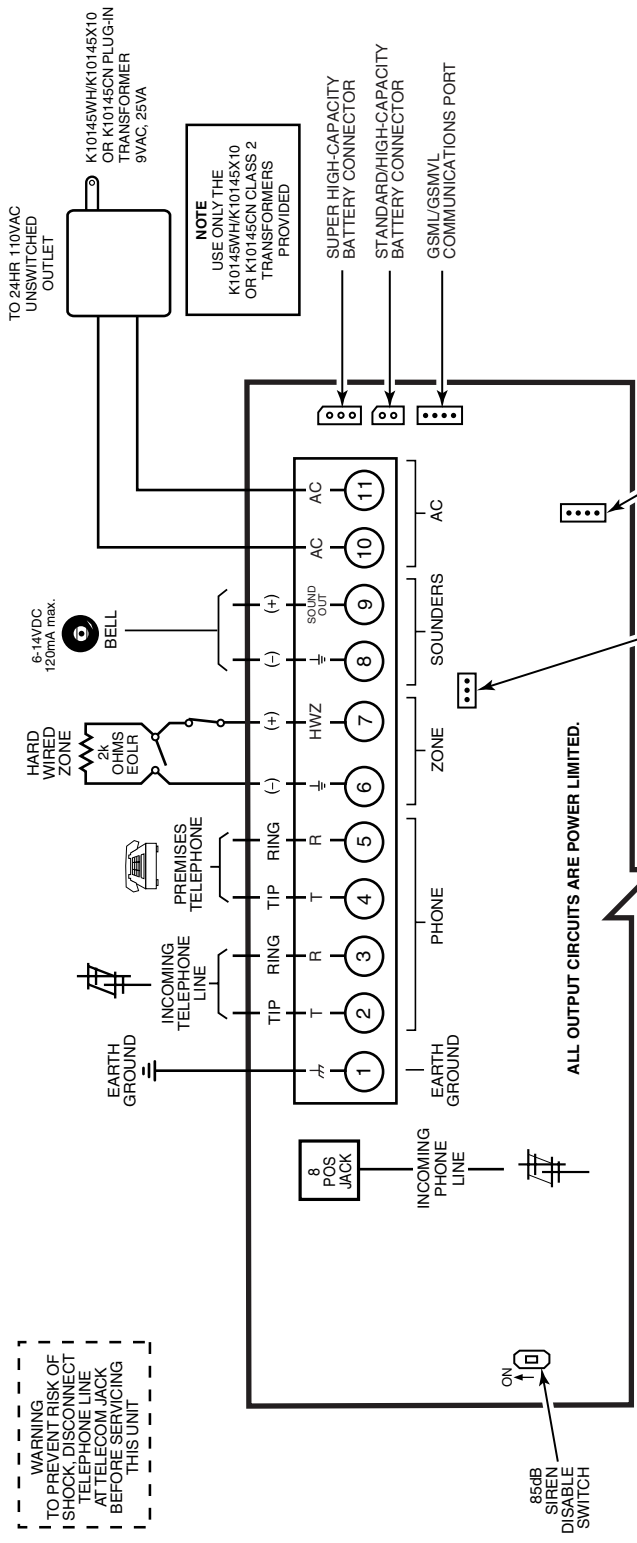 WARNING
TO PREVENT RISK OF
SHOCK, DISCONNECT
TELEPHONE LINE
AT TELECOM JACK
BEFORE SERVICING
THIS UNIT
EARTH
GROUND
INCOMING
TELEPHONE
LINE
PREMISES
TELEPHONE
HARD
WIRED
ZONE
2k
OHMS
EOLR
6-14VDC
120mA max.
BELL
TO 24HR 110VAC
UNSWITCHED
OUTLET
K10145WH/K10145X10
OR K10145CN PLUG-IN
TRANSFORMER
9VAC, 25VA
NOTE
USE ONLY THE
K10145WH/K10145X10
OR K10145CN CLASS 2
TRANSFORMERS
PROVIDED
TIP RING TIP RING (–) (+) (–) (+)
T R T R HWZ SOUND OUT AC AC
1 2 3 4 5 6 7 8 9 10 11
EARTH
GROUND
PHONE
ZONE
SOUNDERS
AC
8
POS
JACK
INCOMING
PHONE
LINE
SUPER HIGH-CAPACITY
BATTERY CONNECTOR
STANDARD/HIGH-CAPACITY
BATTERY CONNECTOR
GSML/GSMVL
COMMUNICATIONS PORT
ON
85dB
SIREN
DISABLE
SWITCH
ALL OUTPUT CIRCUITS ARE POWER LIMITED.